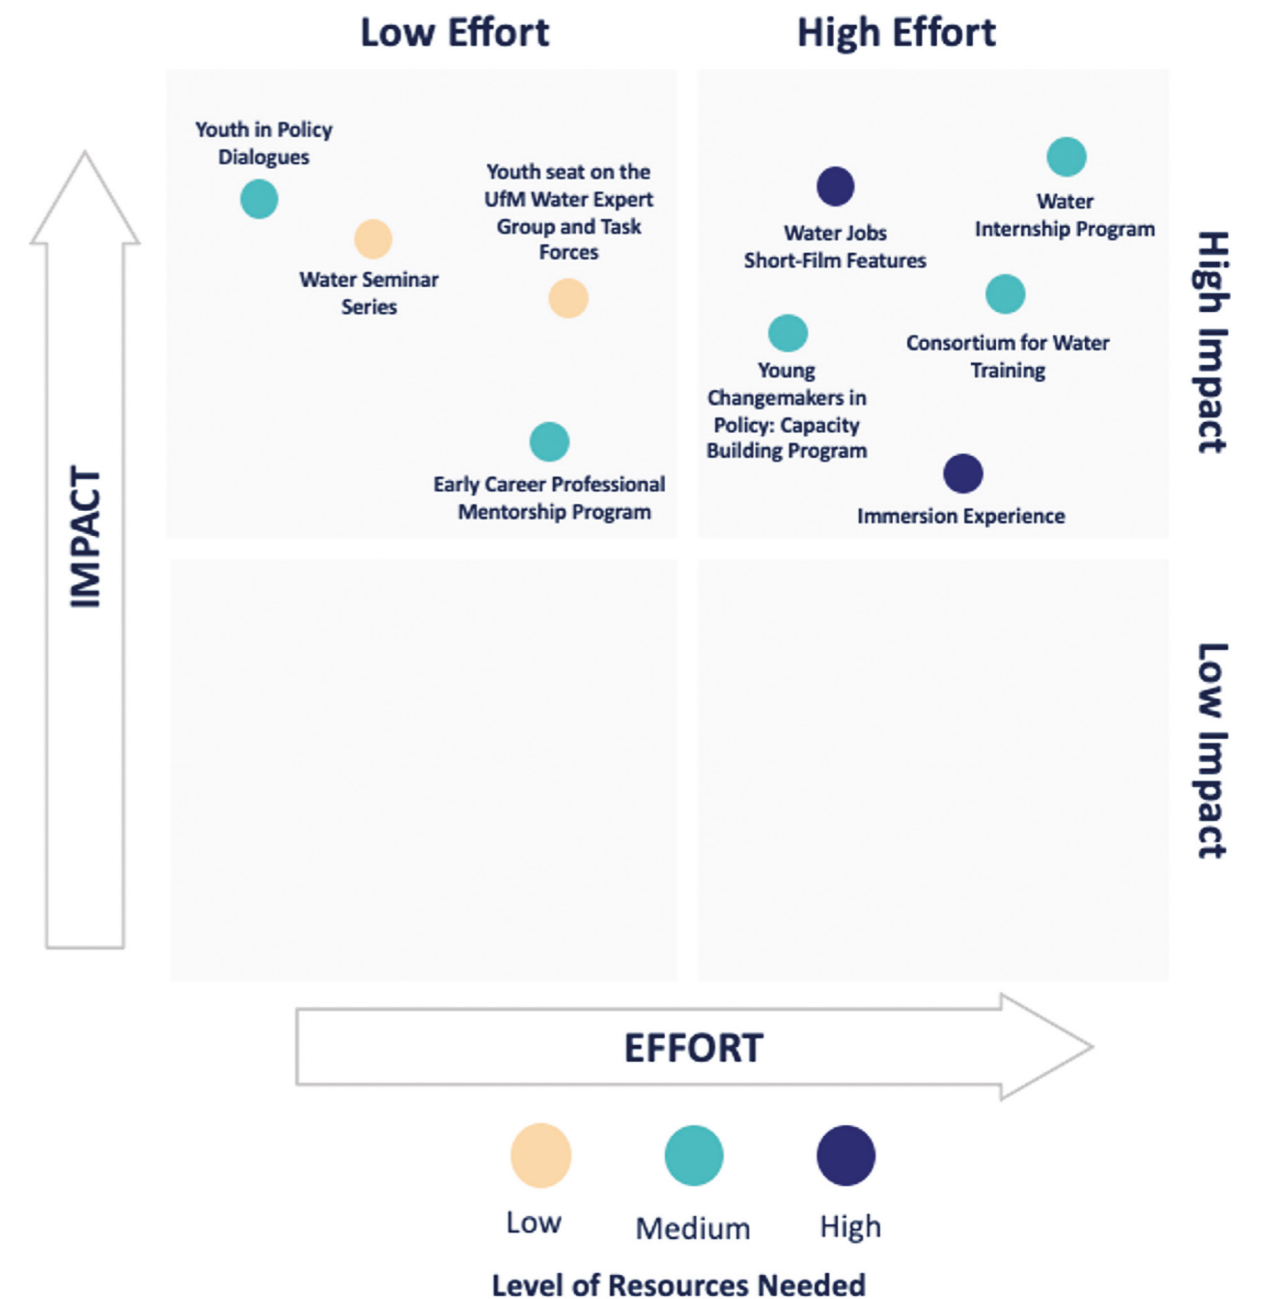 Low Effort
High Effort
Youth in Policy
Dialogues
Water Seminar
Series
Youth seat on the
UfM Water Expert
Group and Task
Forces
Early Career Professional
Mentorship Program
Water Jobs
Short-Film Features
Water
Internship Program
Consortium for Water
Training
Young
Changemakers in
Policy: Capacity
Building Program
Immersion Experience
High Impact
Low Impact
IMPACT
EFFORT
Low
Medium
High
Level of Resources Needed